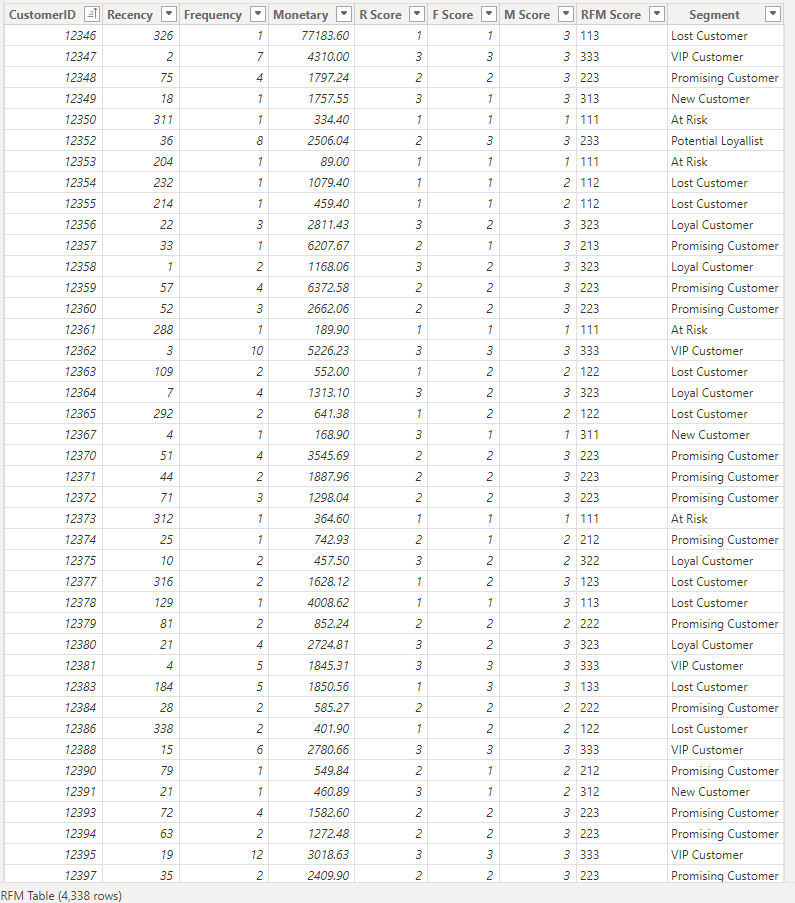 CustomerID Recency Frequency Monetary R Score F Score M Score RFM Score Segment
12346 326 1 77183.60 1 1 3 113 Lost Customer
12347 2 7 4310.00 3 3 3 333 VIP Customer
12348 75 4 1797.24 2 2 3 223 Promising Customer
12349 18 1 1757.55 3 1 3 313 New Customer
12350 311 1 334.40 1 1 1 111 At Risk
12352 36 8 2506.04 2 3 3 233 Potential Loyallist
12353 204 1 89.00 1 1 1 111 At Risk
12354 232 1 1079.40 1 1 2 112 Lost Customer
12355 214 1 459.40 1 1 2 112 Lost Customer
12356 22 3 2811.43 3 2 3 323 Loyal Customer
12357 33 1 6207.67 2 1 3 213 Promising Customer
12358 1 2 1168.06 3 2 3 323 Loyal Customer
12359 57 4 6372.58 2 2 3 223 Promising Customer
12360 52 3 2662.06 2 2 3 223 Promising Customer
12361 288 1 189.90 1 1 1 111 At Risk
12362 3 10 5226.23 3 3 3 333 VIP Customer
12363 109 2 552.00 1 2 2 122 Lost Customer
12364 7 4 1313.10 3 2 3 323 Loyal Customer
12365 292 2 641.38 1 2 2 122 Lost Customer
12367 4 1 168.90 3 1 1 311 New Customer
12370 51 4 3545.69 2 2 3 223 Promising Customer
12371 44 2 1887.96 2 2 3 223 Promising Customer
12372 71 3 1298.04 2 2 3 223 Promising Customer
12373 312 1 364.60 1 1 1 111 At Risk
12374 25 1 742.93 2 1 2 212 Promising Customer
12375 10 2 457.50 3 2 2 322 Loyal Customer
12377 316 2 1628.12 1 2 3 123 Lost Customer
12378 129 1 4008.62 1 1 3 113 Lost Customer
12379 81 2 852.24 2 2 2 222 Promising Customer
12380 21 4 2724.81 3 2 3 323 Loyal Customer
12381 4 5 1845.31 3 3 3 333 VIP Customer
12383 184 5 1850.56 1 3 3 133 Lost Customer
12384 28 2 585.27 2 2 2 222 Promising Customer
12386 338 2 401.90 1 2 2 122 Lost Customer
12388 15 6 2780.66 3 3 3 333 VIP Customer
12390 79 1 549.84 2 1 2 212 Promising Customer
12391 21 1 460.89 3 1 2 312 New Customer
12393 72 4 1582.60 2 2 3 223 Promising Customer
12394 63 2 1272.48 2 2 3 223 Promising Customer
12395 19 12 3018.63 3 3 3 333 VIP Customer
12397 35 2 2409.90 2 2 3 223 Promising Customer
RFM Table (4,338 rows)